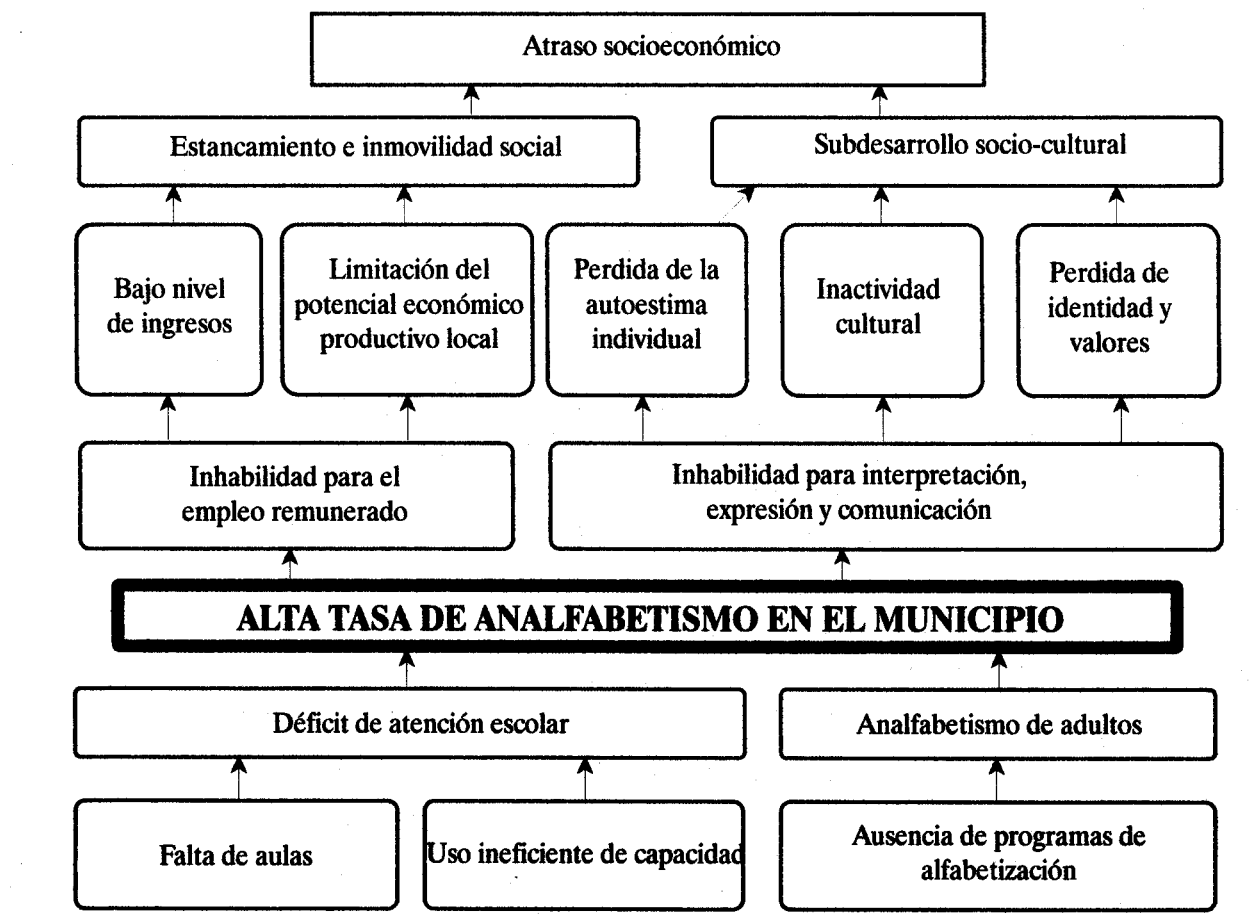 Atraso socioeconómico
Estancamiento e inmovilidad social
Subdesarrollo socio-cultural
Bajo nivel
de ingresos
Limitación del
potencial económico
productivo local
Perdida de la
autoestima
individual
Inactividad
cultural
Perdida de
identidad y
valores
Inhabilidad para el
empleo remunerado
Inhabilidad para interpretación,
expresión y comunicación
ALTA TASA DE ANALFABETISMO EN EL MUNICIPIO
Déficit de atención escolar
Analfabetismo de adultos
Falta de aulas
Uso ineficiente de capacidad
Ausencia de programas de
alfabetización